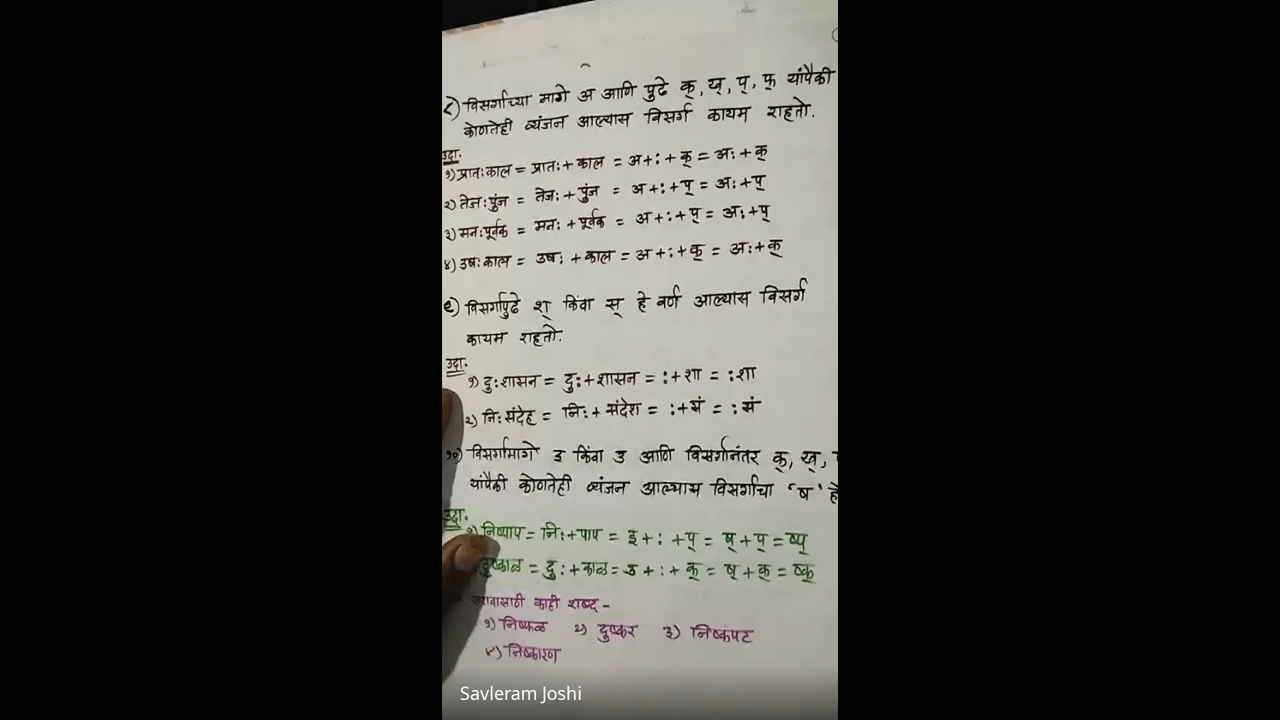 ८) विसर्गाच्या मागे अ आणि पुढे क्, ख्, प्, फ् यांपैकी
कोणतेही व्यंजन आल्यास विसर्ग कायम राहतो.
उदा.
१) प्रातःकाल = प्रातः + काल = अ + : + क् = अः + क्
२) तेजःपुंज = तेजः + पुंज = अ + : + प् = अः + प्
३) मनःपूर्वक = मनः + पूर्वक = अ + : + प् = अः + प्
४) उषःकाल = उषः + काल = अ + : + क् = अः + क्
९) विसर्गापुढे श् किंवा स् हे वर्ण आल्यास विसर्ग
कायम राहतो.
उदा.
१) दुःशासन = दुः + शासन = : + शा = :शा
२) निःसंदेह = निः + संदेश = : + सं = :सं
१०) विसर्गामागे इ किंवा उ आणि विसर्गानंतर क्, ख्,
यांपैकी कोणतेही व्यंजन आल्यास विसर्गाचा 'ष'
उदा.
१) निष्पाप = निः + पाप = इ + : + प् = ष् + प् = ष्प्
दुष्काळ = दुः + काळ = उ + : + क् = ष् + क् = ष्क्
काही शब्द -
१) निष्फळ २) दुष्कर ३) निष्कपट
४) निष्कारण
Savleram Joshi